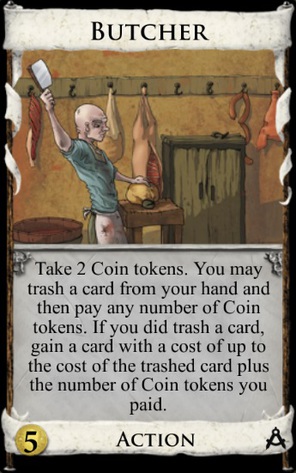 BUTCHER
Take 2 Coin tokens. You may
trash a card from your hand and
then pay any number of Coin
tokens. If you did trash a card,
gain a card with a cost of up to
the cost of the trashed card plus
the number of Coin tokens you
paid.
5
ACTION